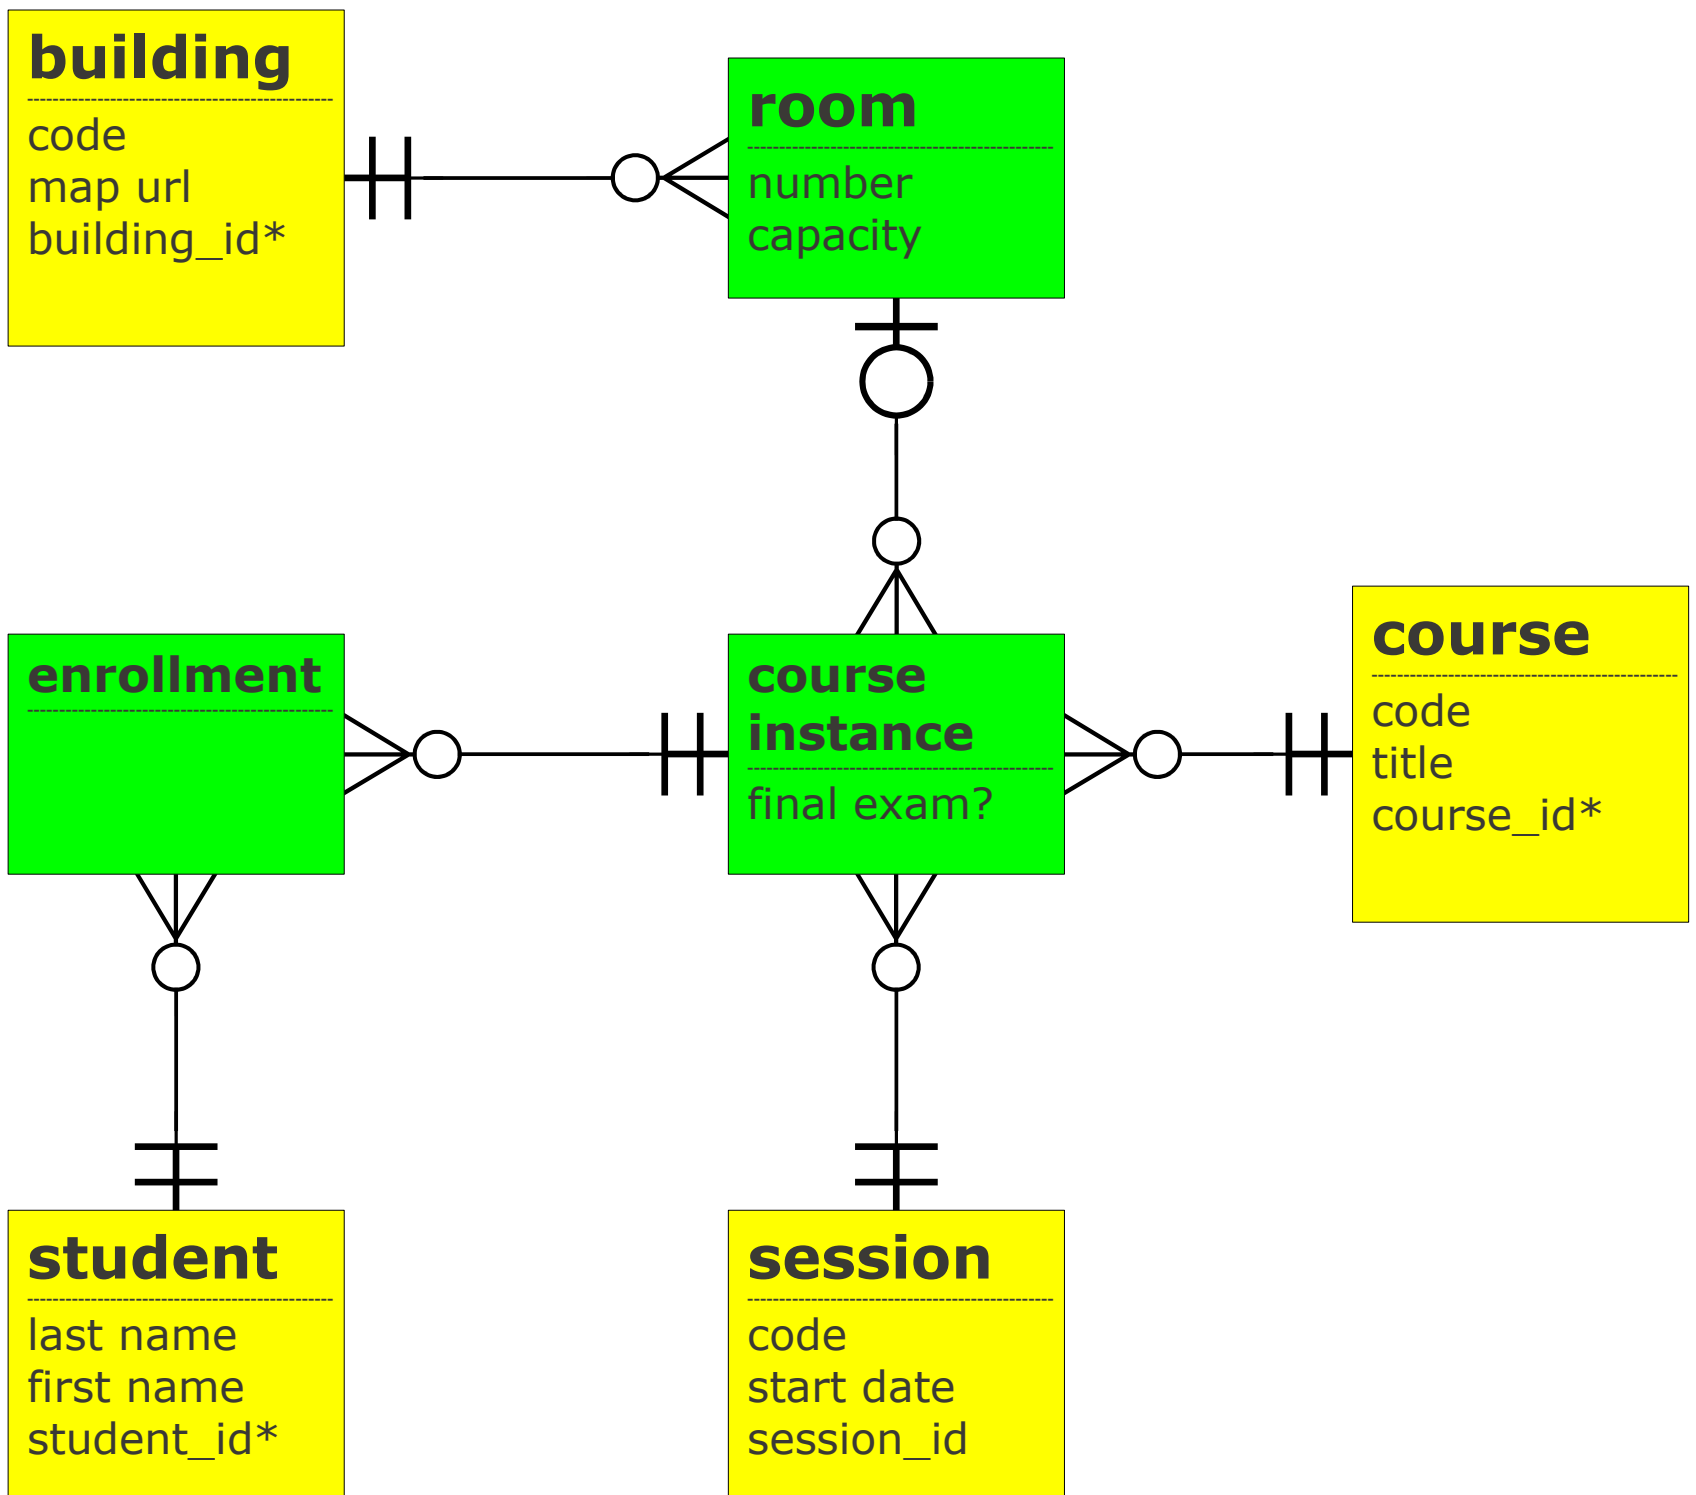 building
code
map url
building_id*
room
number
capacity
enrollment
course
instance
final exam?
course
code
title
course_id*
student
last name
first name
student_id*
session
code
start date
session_id